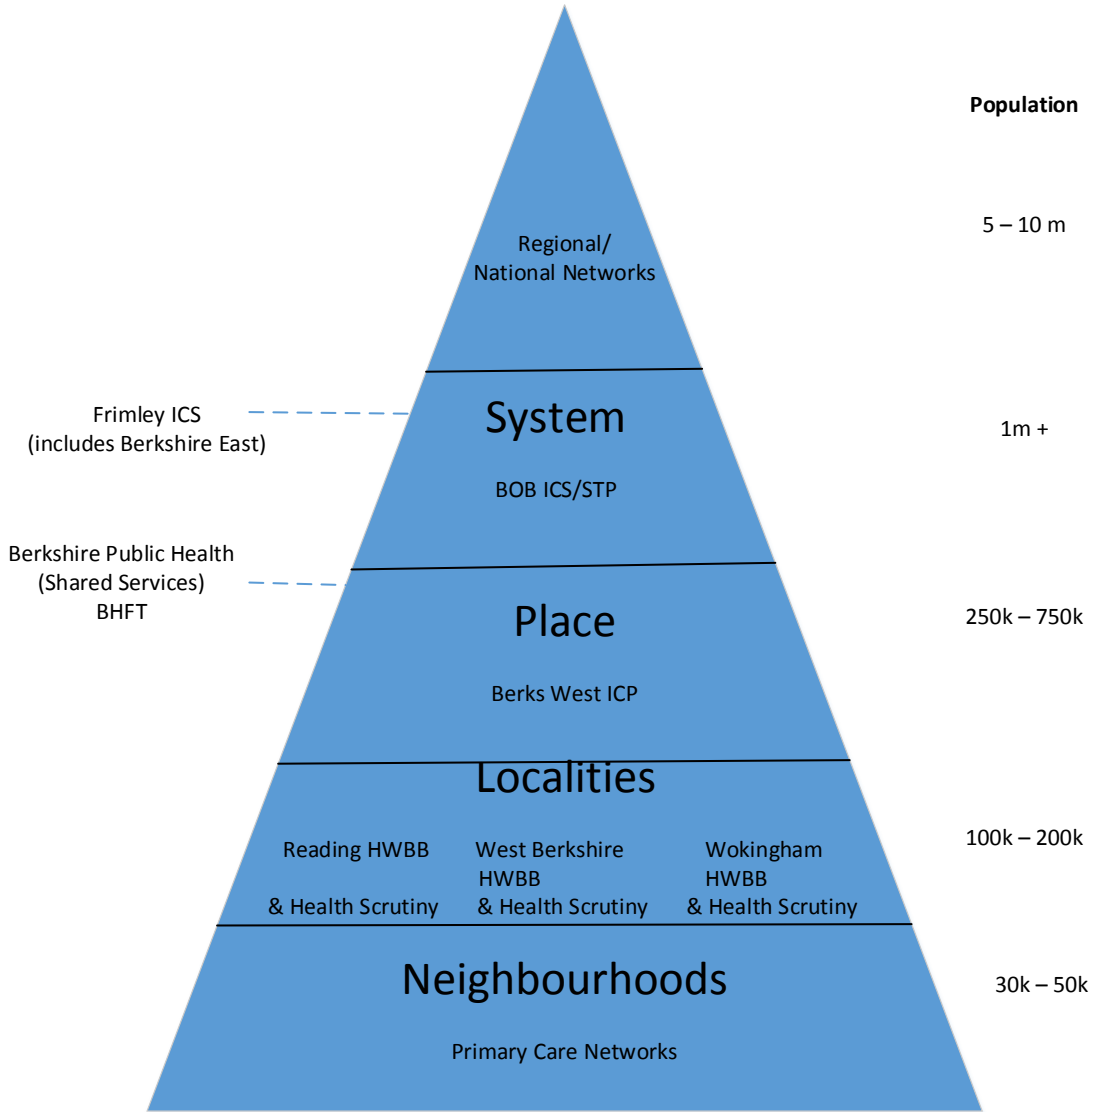 Population
5 – 10 m
Regional/
National Networks
Frimley ICS
(includes Berkshire East)
System
1m +
BOB ICS/STP
Berkshire Public Health
(Shared Services)
BHFT
Place
250k – 750k
Berks West ICP
Localities
100k – 200k
Reading HWBB
& Health Scrutiny
West Berkshire
HWBB
& Health Scrutiny
Wokingham
HWBB
& Health Scrutiny
Neighbourhoods
30k – 50k
Primary Care Networks